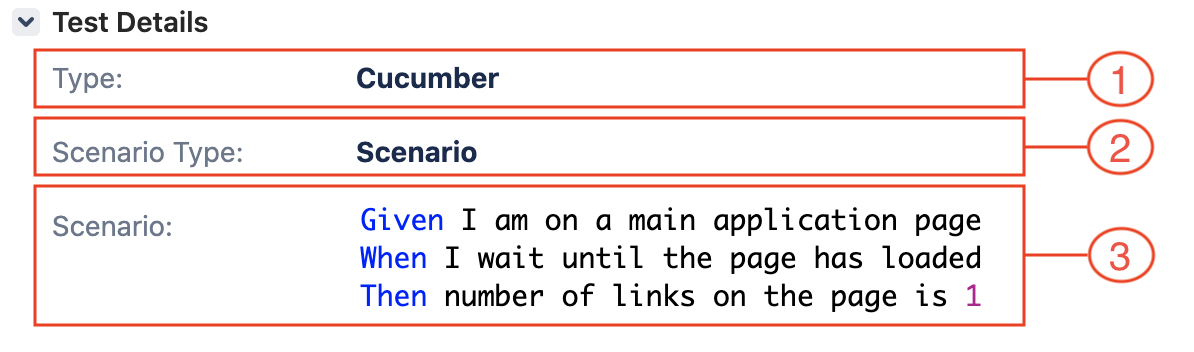 Test Details
Type: Cucumber 1
Scenario Type: Scenario 2
Scenario: Given I am on a main application page
When I wait until the page has loaded 3
Then number of links on the page is 1